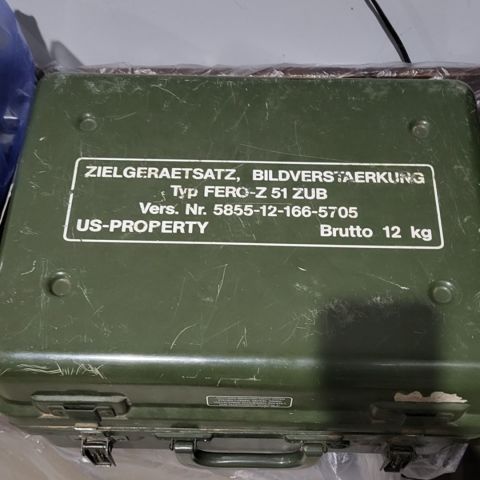 ZIELGERAETSATZ, BILDVERSTAERKUNG
Typ FERO-Z 51 ZUB
Vers. Nr. 5855-12-166-5705
US-PROPERTY Brutto 12 kg